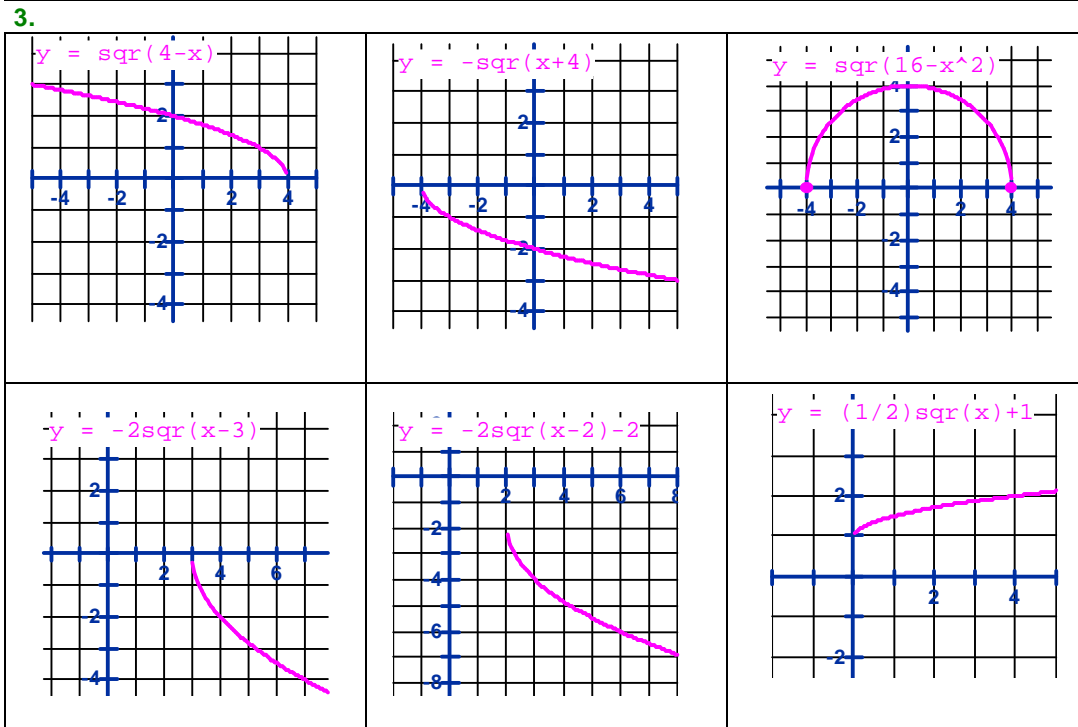 3.
y = sqr(4-x)
2
-4 -2 2 4
-2
-4
y = -sqr(x+4)
2
-4 -2 2 4
-2
-4
y = sqr(16-x^2)
4
2
-4 -2 2 4
-2
-4
y = -2sqr(x-3)
2
2 4 6
-2
-4
y = -2sqr(x-2)-2
2 4 6 8
-2
-4
-6
-8
y = (1/2)sqr(x)+1
2
2 4
-2